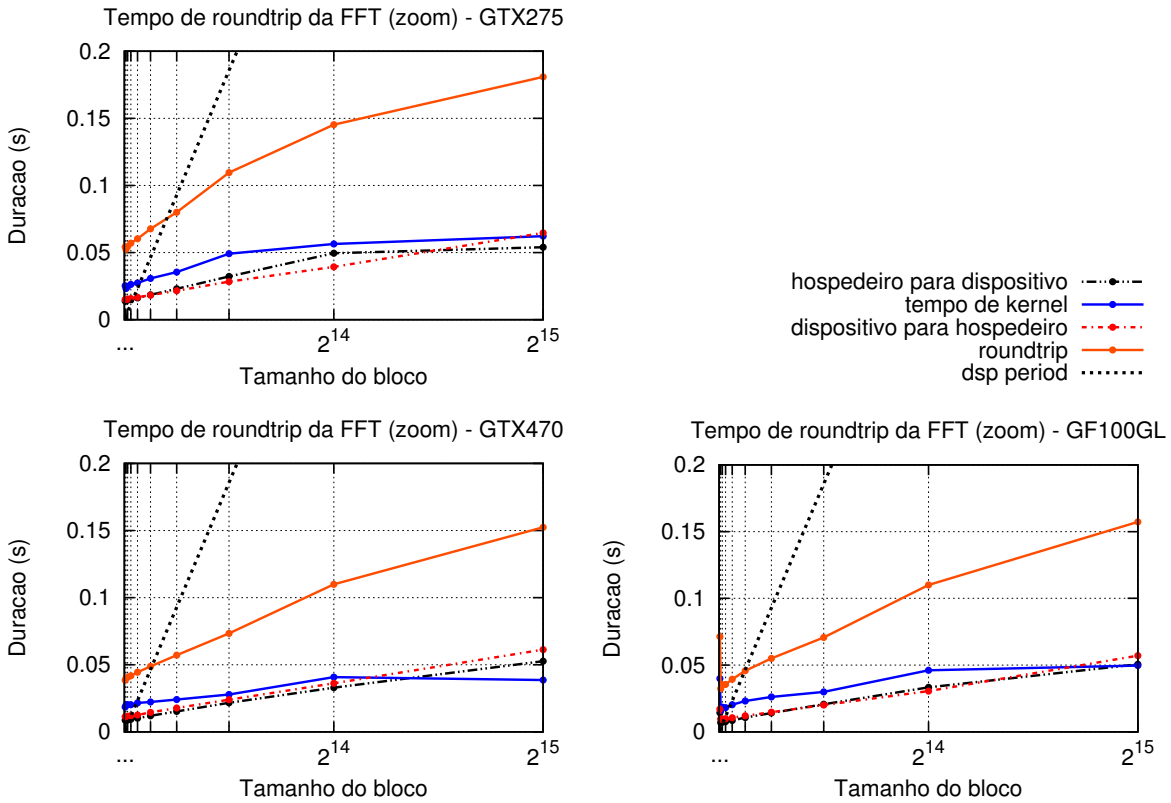 Tempo de roundtrip da FFT (zoom) - GTX275
0.2
0.15
0.1
0.05
0
Duracao (s)
... 2^14 2^15
Tamanho do bloco
hospedeiro para dispositivo
tempo de kernel
dispositivo para hospedeiro
roundtrip
dsp period
Tempo de roundtrip da FFT (zoom) - GTX470
0.2
0.15
0.1
0.05
0
Duracao (s)
... 2^14 2^15
Tamanho do bloco
Tempo de roundtrip da FFT (zoom) - GF100GL
0.2
0.15
0.1
0.05
0
Duracao (s)
... 2^14 2^15
Tamanho do bloco